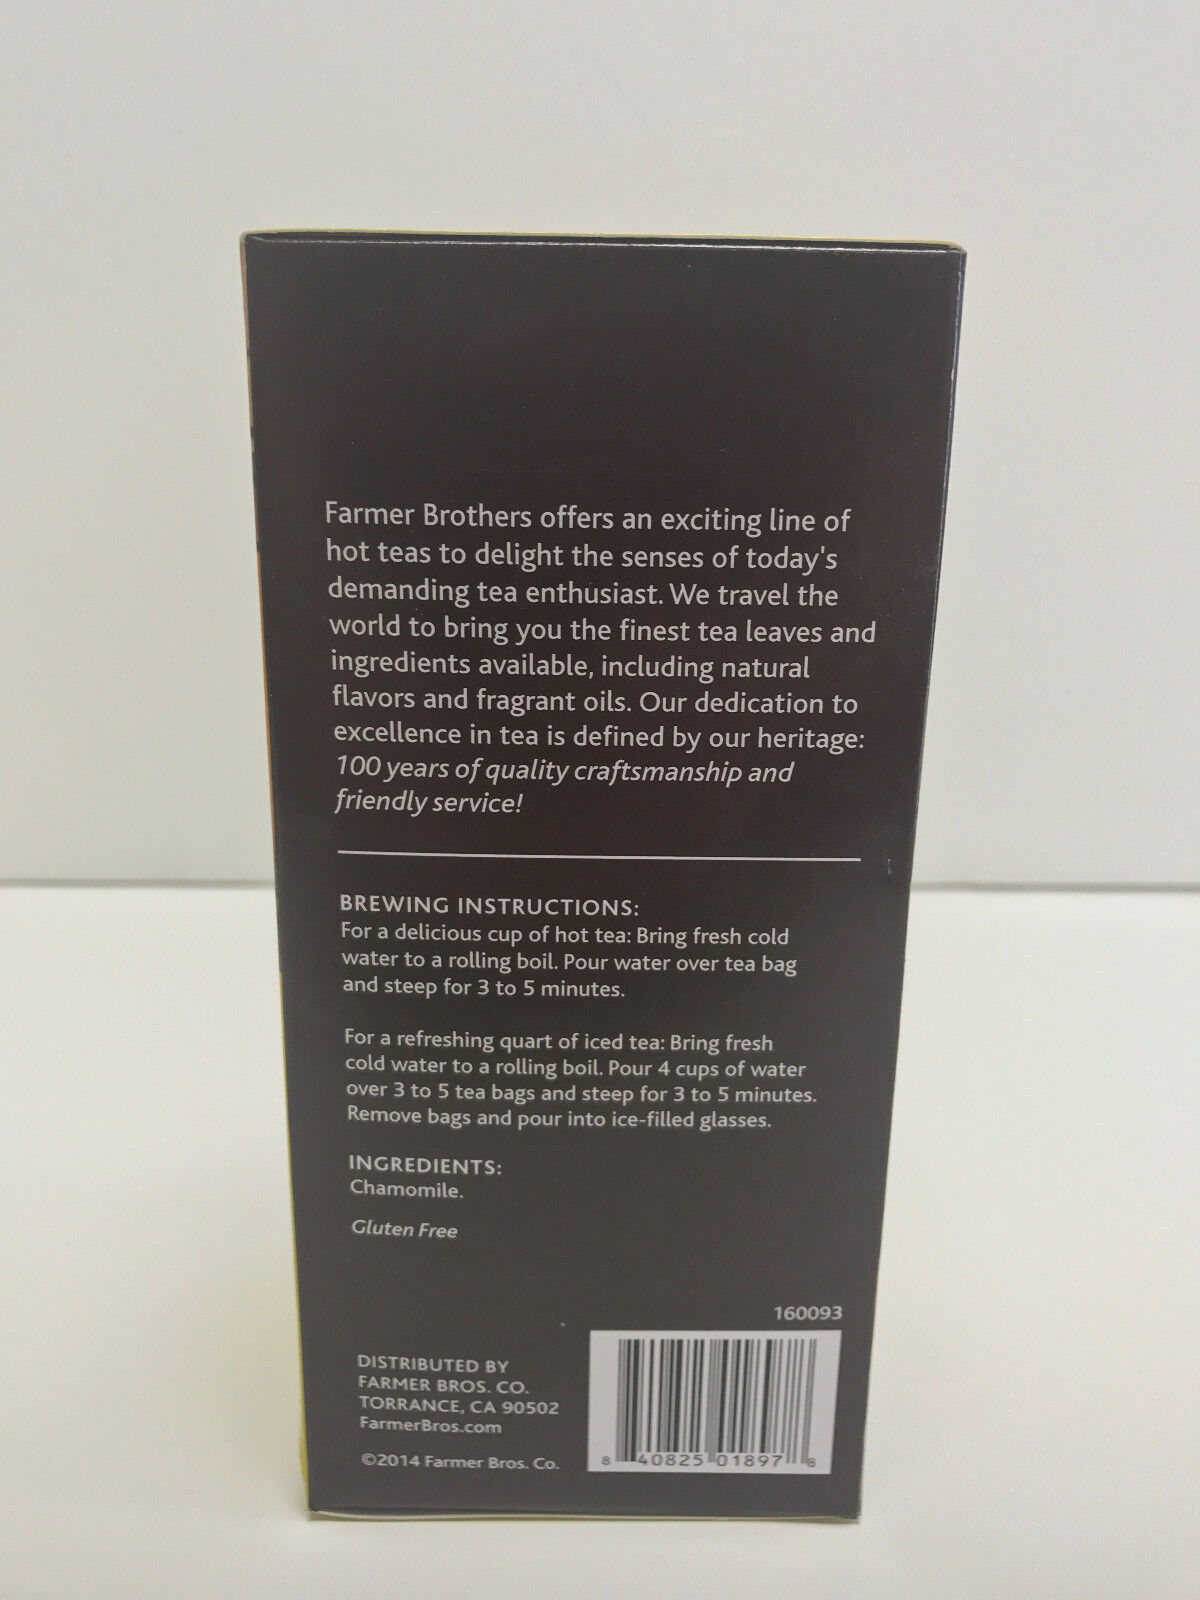 Farmer Brothers offers an exciting line of
hot teas to delight the senses of today's
demanding tea enthusiast. We travel the
world to bring you the finest tea leaves and
ingredients available, including natural
flavors and fragrant oils. Our dedication to
excellence in tea is defined by our heritage:
100 years of quality craftsmanship and
friendly service!
BREWING INSTRUCTIONS:
For a delicious cup of hot tea: Bring fresh cold
water to a rolling boil. Pour water over tea bag
and steep for 3 to 5 minutes.
For a refreshing quart of iced tea: Bring fresh
cold water to a rolling boil. Pour 4 cups of water
over 3 to 5 tea bags and steep for 3 to 5 minutes.
Remove bags and pour into ice-filled glasses.
INGREDIENTS:
Chamomile.
Gluten Free
160093
DISTRIBUTED BY
FARMER BROS. CO.
TORRANCE, CA 90502
FarmerBros.com
©2014 Farmer Bros. Co.
8 40825 01897 8